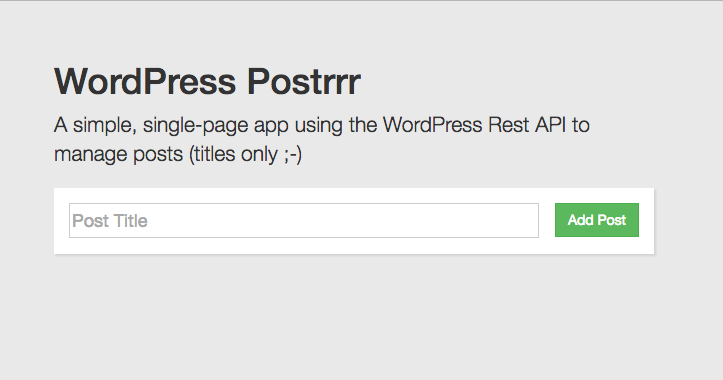 WordPress Postrrr
A simple, single-page app using the WordPress Rest API to
manage posts (titles only ;-)
Post Title
Add Post